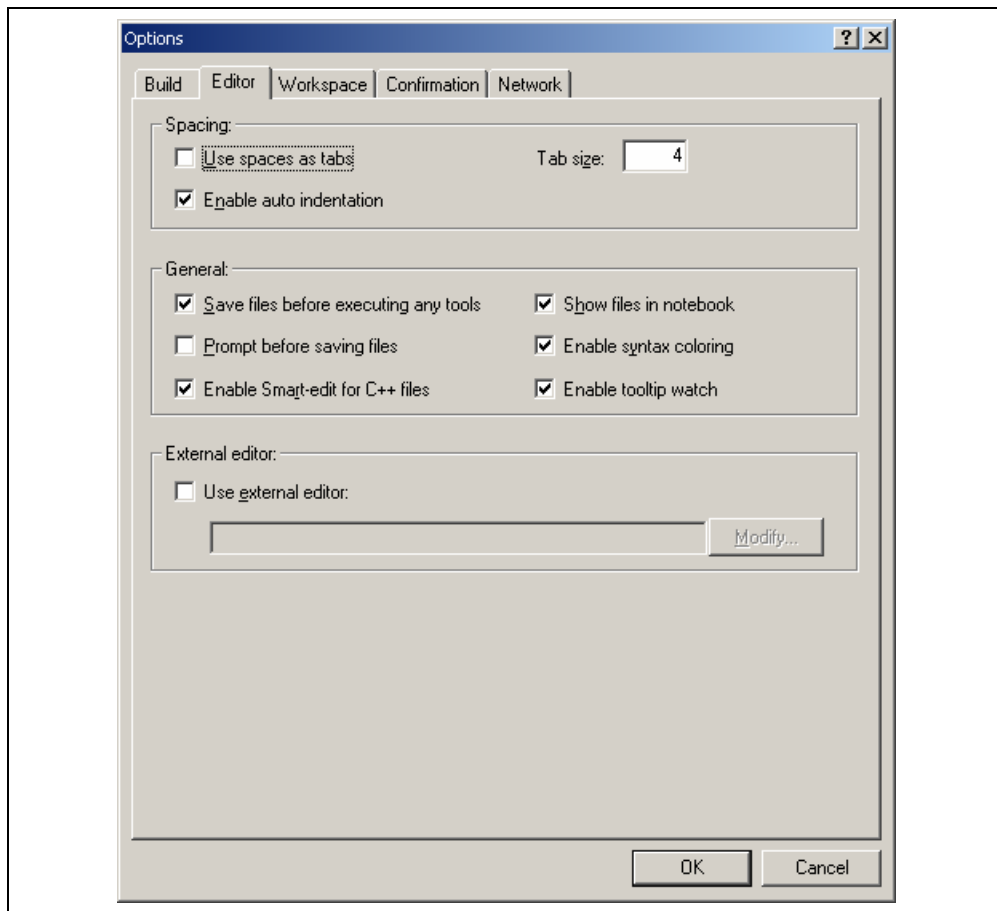 Options
Build Editor Workspace Confirmation Network
Spacing:
Use spaces as tabs Tab size: 4
Enable auto indentation
General:
Save files before executing any tools Show files in notebook
Prompt before saving files Enable syntax coloring
Enable Smart-edit for C++ files Enable tooltip watch
External editor:
Use external editor:
Modify...
OK Cancel